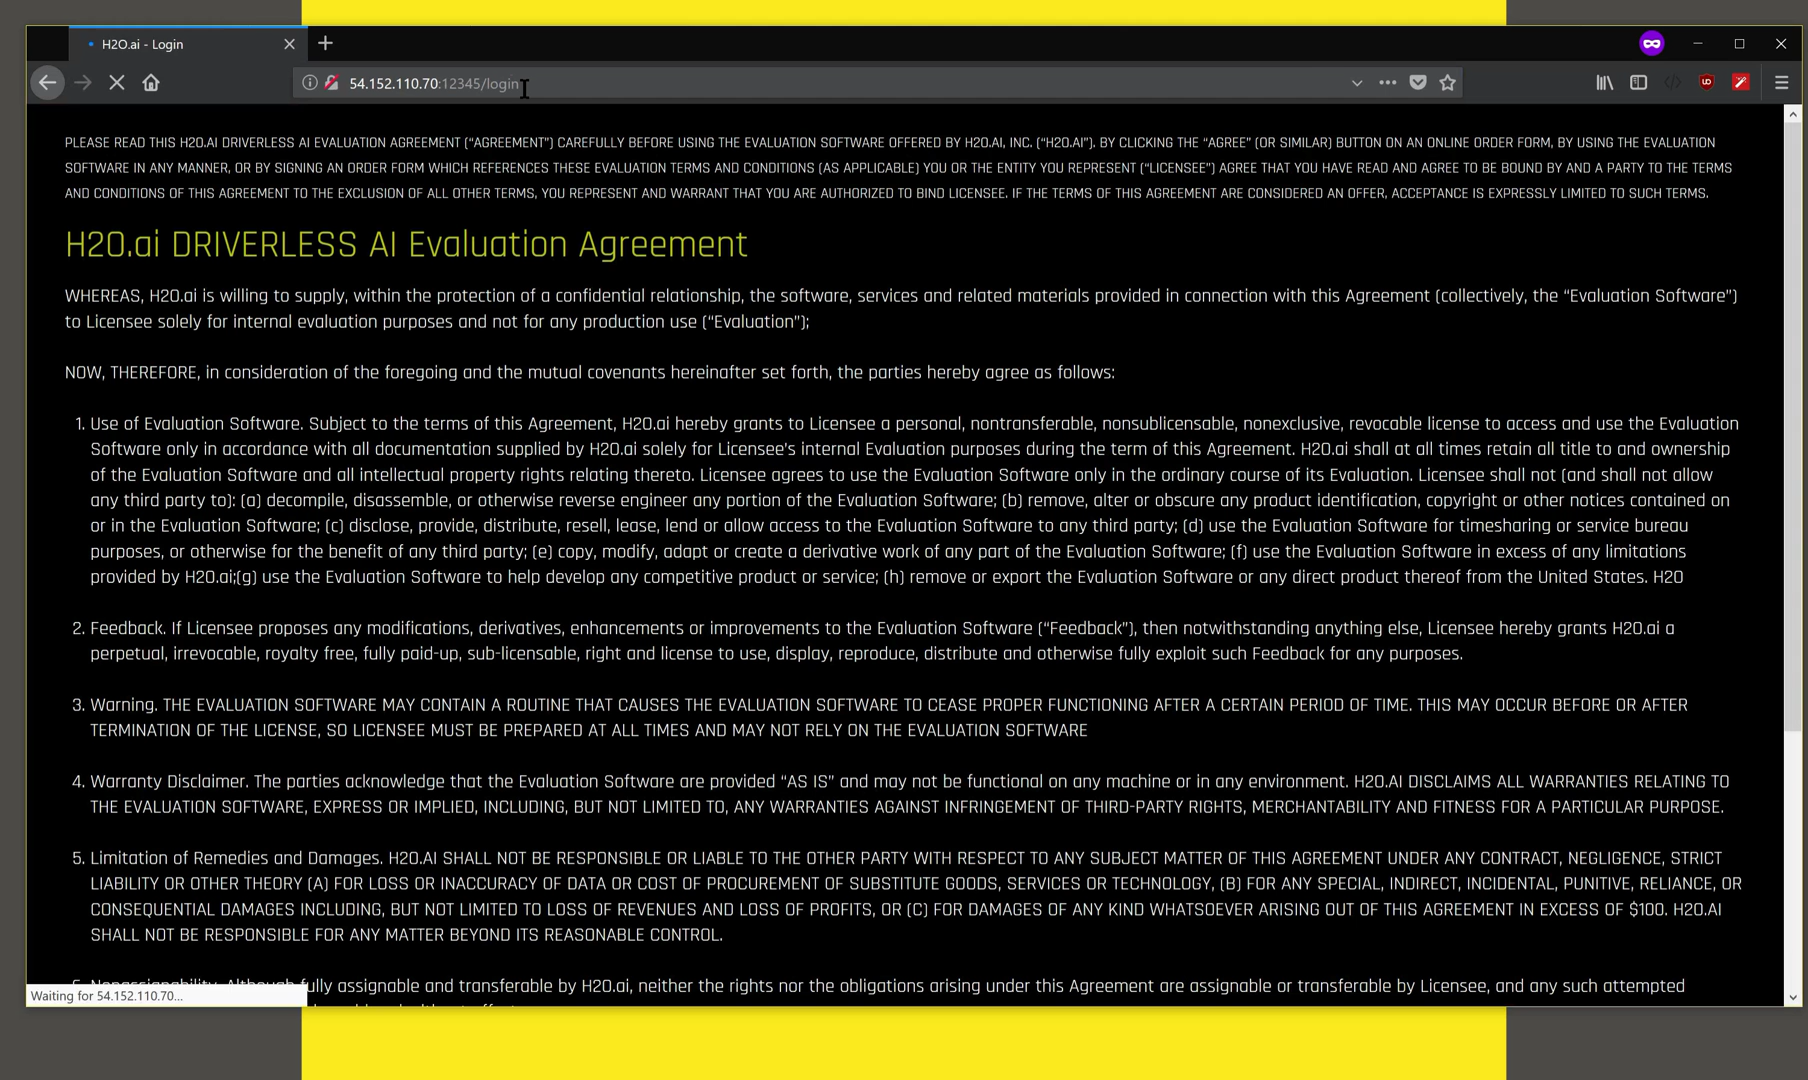 H2O.ai - Login
54.152.110.70:12345/login
PLEASE READ THIS H2O.AI DRIVERLESS AI EVALUATION AGREEMENT (“AGREEMENT”) CAREFULLY BEFORE USING THE EVALUATION SOFTWARE OFFERED BY H2O.AI, INC. (“H2O.AI”). BY CLICKING THE “AGREE” (OR SIMILAR) BUTTON ON AN ONLINE ORDER FORM, BY USING THE EVALUATION
SOFTWARE IN ANY MANNER, OR BY SIGNING AN ORDER FORM WHICH REFERENCES THESE EVALUATION TERMS AND CONDITIONS (AS APPLICABLE) YOU OR THE ENTITY YOU REPRESENT (“LICENSEE”) AGREE THAT YOU HAVE READ AND AGREE TO BE BOUND BY AND A PARTY TO THE TERMS
AND CONDITIONS OF THIS AGREEMENT TO THE EXCLUSION OF ALL OTHER TERMS, YOU REPRESENT AND WARRANT THAT YOU ARE AUTHORIZED TO BIND LICENSEE. IF THE TERMS OF THIS AGREEMENT ARE CONSIDERED AN OFFER, ACCEPTANCE IS EXPRESSLY LIMITED TO SUCH TERMS.
H2O.ai DRIVERLESS AI Evaluation Agreement
WHEREAS, H2O.ai is willing to supply, within the protection of a confidential relationship, the software, services and related materials provided in connection with this Agreement (collectively, the “Evaluation Software”)
to Licensee solely for internal evaluation purposes and not for any production use (“Evaluation”);
NOW, THEREFORE, in consideration of the foregoing and the mutual covenants hereinafter set forth, the parties hereby agree as follows:
1. Use of Evaluation Software. Subject to the terms of this Agreement, H2O.ai hereby grants to Licensee a personal, nontransferable, nonsublicensable, nonexclusive, revocable license to access and use the Evaluation
Software only in accordance with all documentation supplied by H2O.ai solely for Licensee’s internal Evaluation purposes during the term of this Agreement. H2O.ai shall at all times retain all title to and ownership
of the Evaluation Software and all intellectual property rights relating thereto. Licensee agrees to use the Evaluation Software only in the ordinary course of its Evaluation. Licensee shall not (and shall not allow
any third party to): (a) decompile, disassemble, or otherwise reverse engineer any portion of the Evaluation Software; (b) remove, alter or obscure any product identification, copyright or other notices contained on
or in the Evaluation Software; (c) disclose, provide, distribute, resell, lease, lend or allow access to the Evaluation Software to any third party; (d) use the Evaluation Software for timesharing or service bureau
purposes, or otherwise for the benefit of any third party; (e) copy, modify, adapt or create a derivative work of any part of the Evaluation Software; (f) use the Evaluation Software in excess of any limitations
provided by H2O.ai;(g) use the Evaluation Software to help develop any competitive product or service; (h) remove or export the Evaluation Software or any direct product thereof from the United States. H2O
2. Feedback. If Licensee proposes any modifications, derivatives, enhancements or improvements to the Evaluation Software (“Feedback”), then notwithstanding anything else, Licensee hereby grants H2O.ai a
perpetual, irrevocable, royalty free, fully paid-up, sub-licensable, right and license to use, display, reproduce, distribute and otherwise fully exploit such Feedback for any purposes.
3. Warning. THE EVALUATION SOFTWARE MAY CONTAIN A ROUTINE THAT CAUSES THE EVALUATION SOFTWARE TO CEASE PROPER FUNCTIONING AFTER A CERTAIN PERIOD OF TIME. THIS MAY OCCUR BEFORE OR AFTER
TERMINATION OF THE LICENSE, SO LICENSEE MUST BE PREPARED AT ALL TIMES AND MAY NOT RELY ON THE EVALUATION SOFTWARE
4. Warranty Disclaimer. The parties acknowledge that the Evaluation Software are provided “AS IS” and may not be functional on any machine or in any environment. H2O.AI DISCLAIMS ALL WARRANTIES RELATING TO
THE EVALUATION SOFTWARE, EXPRESS OR IMPLIED, INCLUDING, BUT NOT LIMITED TO, ANY WARRANTIES AGAINST INFRINGEMENT OF THIRD-PARTY RIGHTS, MERCHANTABILITY AND FITNESS FOR A PARTICULAR PURPOSE.
5. Limitation of Remedies and Damages. H2O.AI SHALL NOT BE RESPONSIBLE OR LIABLE TO THE OTHER PARTY WITH RESPECT TO ANY SUBJECT MATTER OF THIS AGREEMENT UNDER ANY CONTRACT, NEGLIGENCE, STRICT
LIABILITY OR OTHER THEORY (A) FOR LOSS OR INACCURACY OF DATA OR COST OF PROCUREMENT OF SUBSTITUTE GOODS, SERVICES OR TECHNOLOGY, (B) FOR ANY SPECIAL, INDIRECT, INCIDENTAL, PUNITIVE, RELIANCE, OR
CONSEQUENTIAL DAMAGES INCLUDING, BUT NOT LIMITED TO LOSS OF REVENUES AND LOSS OF PROFITS, OR (C) FOR DAMAGES OF ANY KIND WHATSOEVER ARISING OUT OF THIS AGREEMENT IN EXCESS OF $100. H2O.AI
SHALL NOT BE RESPONSIBLE FOR ANY MATTER BEYOND ITS REASONABLE CONTROL.
fully assignable and transferable by H2O.ai, neither the rights nor the obligations arising under this Agreement are assignable or transferable by Licensee, and any such attempted
Waiting for 54.152.110.70...